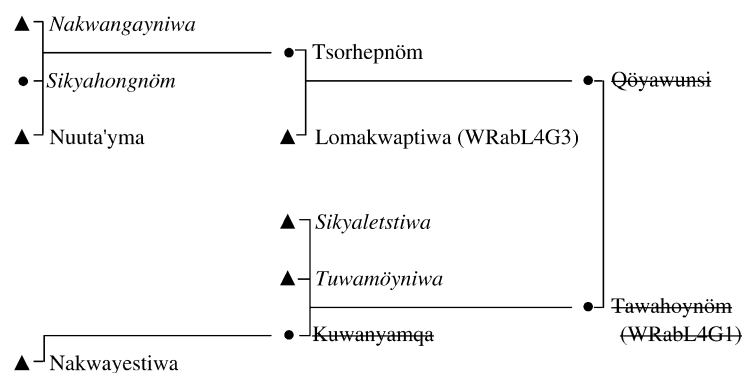 Nakwangayniwa
Tsorhepnöm
Sikyahongnöm
Qöyawunsi
Nuuta'yma
Lomakwaptiwa (WRabL4G3)
Sikyaletstiwa
Tuwamöyniwa
Tawahoynöm
Kuwanyamqa
(WRabL4G1)
Nakwayestiwa